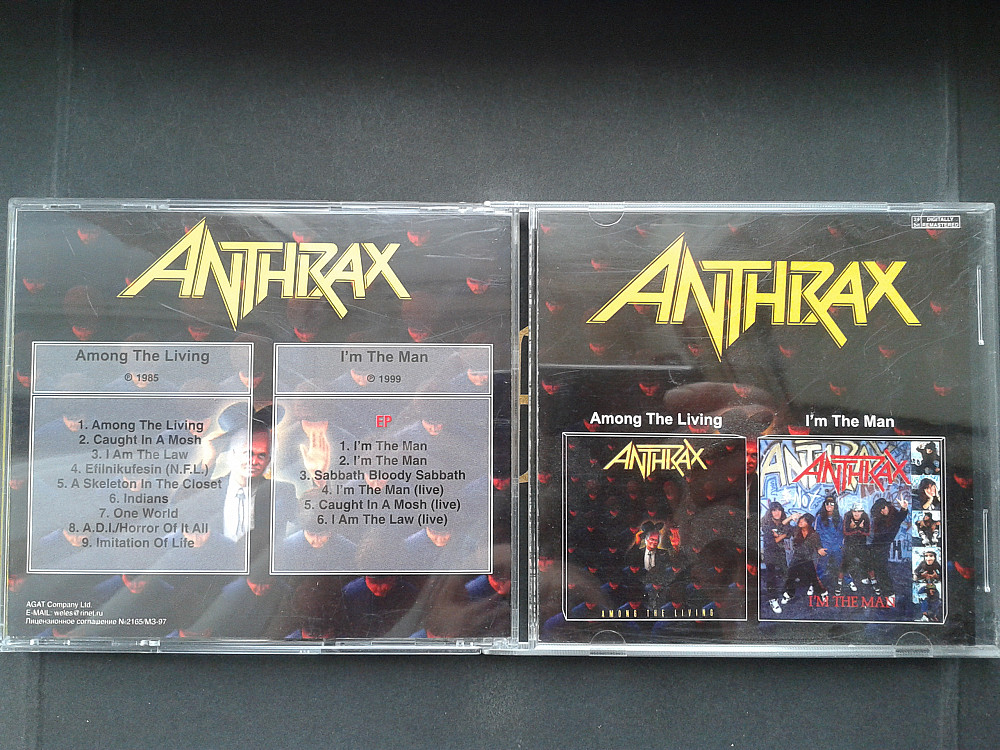 ANTHRAX
Among The Living
℗ 1985
1. Among The Living
2. Caught In A Mosh
3. I Am The Law
4. Efilnikufesin (N.F.L.)
5. A Skeleton In The Closet
6. Indians
7. One World
8. A.D.I./Horror Of It All
9. Imitation Of Life
I'm The Man
℗ 1999
EP
1. I'm The Man
2. I'm The Man
3. Sabbath Bloody Sabbath
4. I'm The Man (live)
5. Caught In A Mosh (live)
6. I Am The Law (live)
AGAT Company Ltd.
E-MAIL: weles@rinet.ru
Лицензионное соглашение №2165/МЗ-97
DIGITALLY
REMASTERED
ANTHRAX
Among The Living
ANTHRAX
AMONG THE LIVING
I'm The Man
ANTHRAX
ANTHRAX
I'M THE MAN